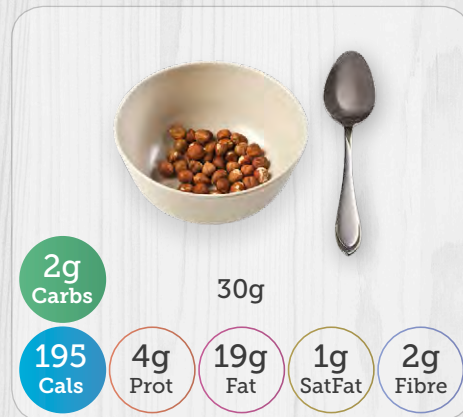 2g
Carbs
30g
195
Cals
4g
Prot
19g
Fat
1g
SatFat
2g
Fibre